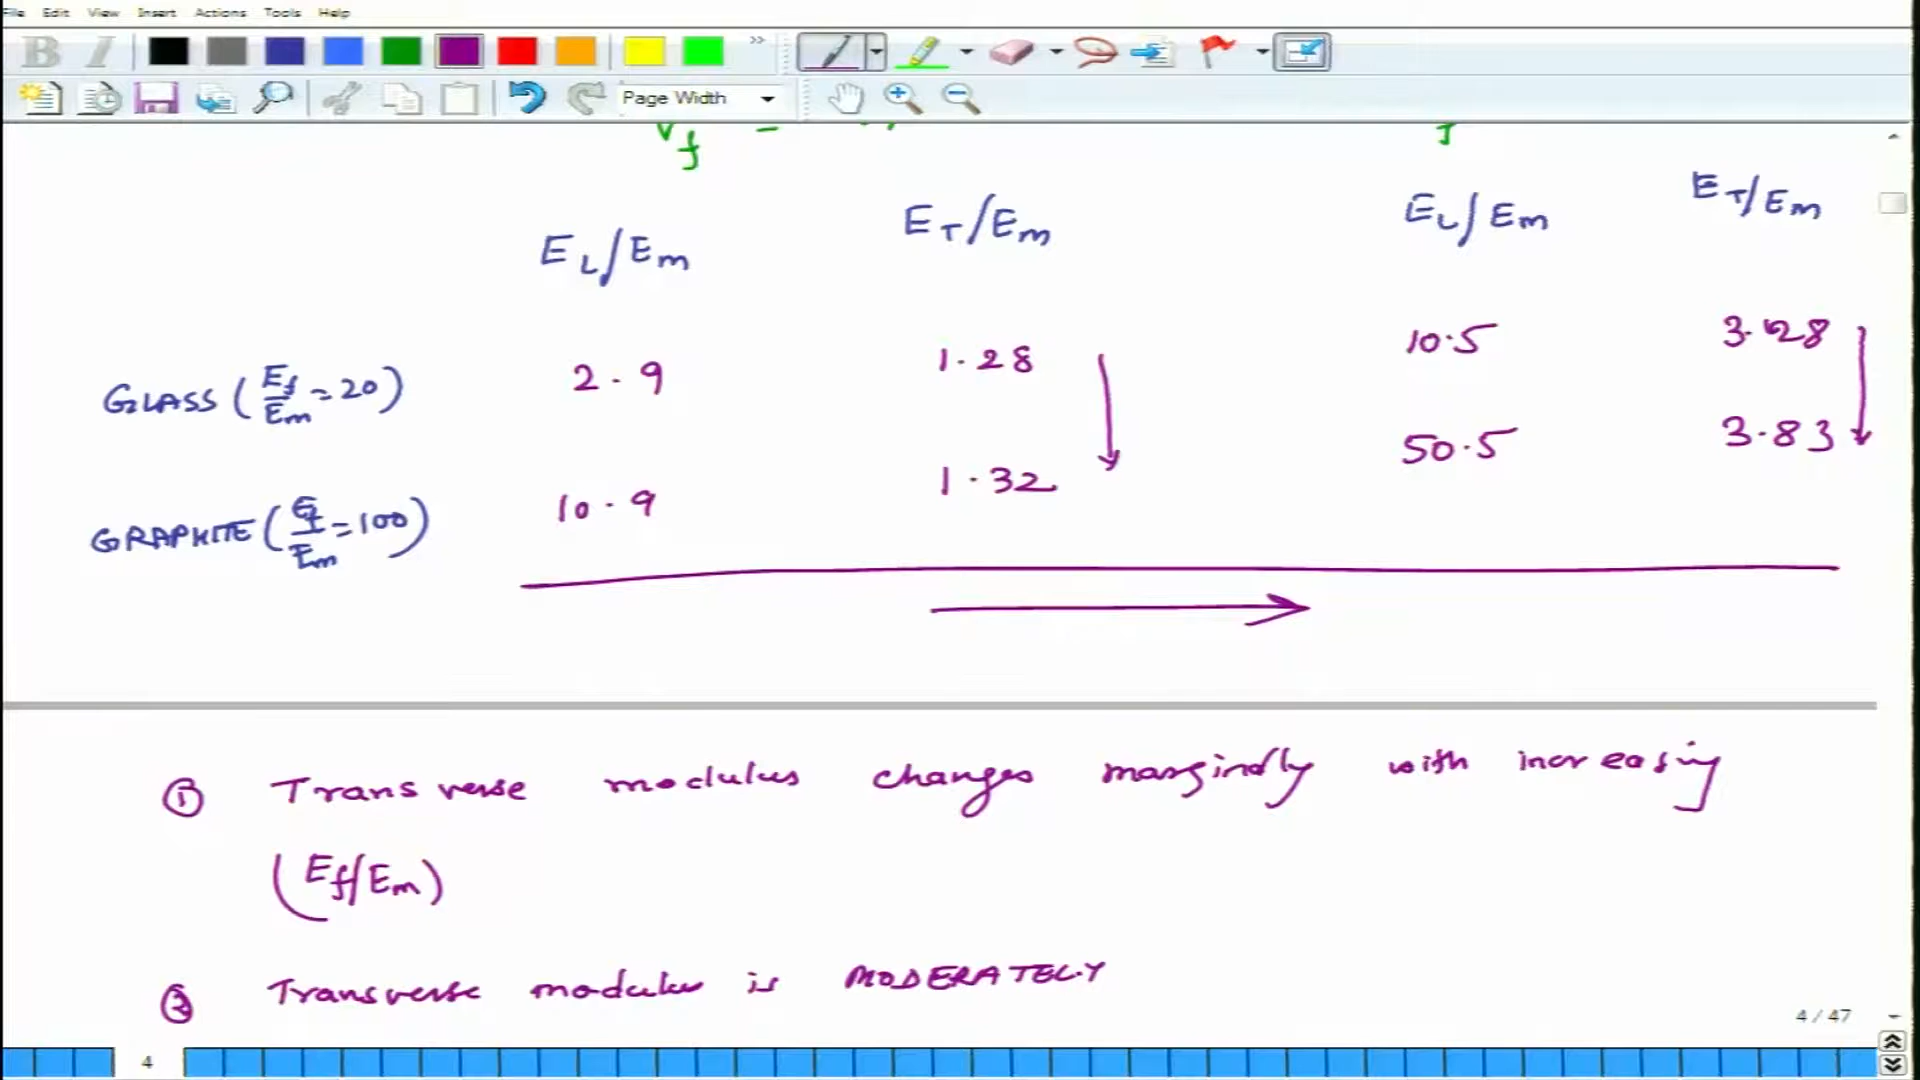 File Edit View Insert Actions Tools Help
B I
Page Width
E_L/E_m E_T/E_m E_L/E_m E_T/E_m
GLASS (E_f/E_m = 20) 2.9 1.28 10.5 3.128
GRAPHITE (E_f/E_m = 100) 10.9 1.32 50.5 3.83
① Transverse modulus changes marginally with increasing
(E_f/E_m)
② Transverse modulus is MODERATELY
4 / 47
4